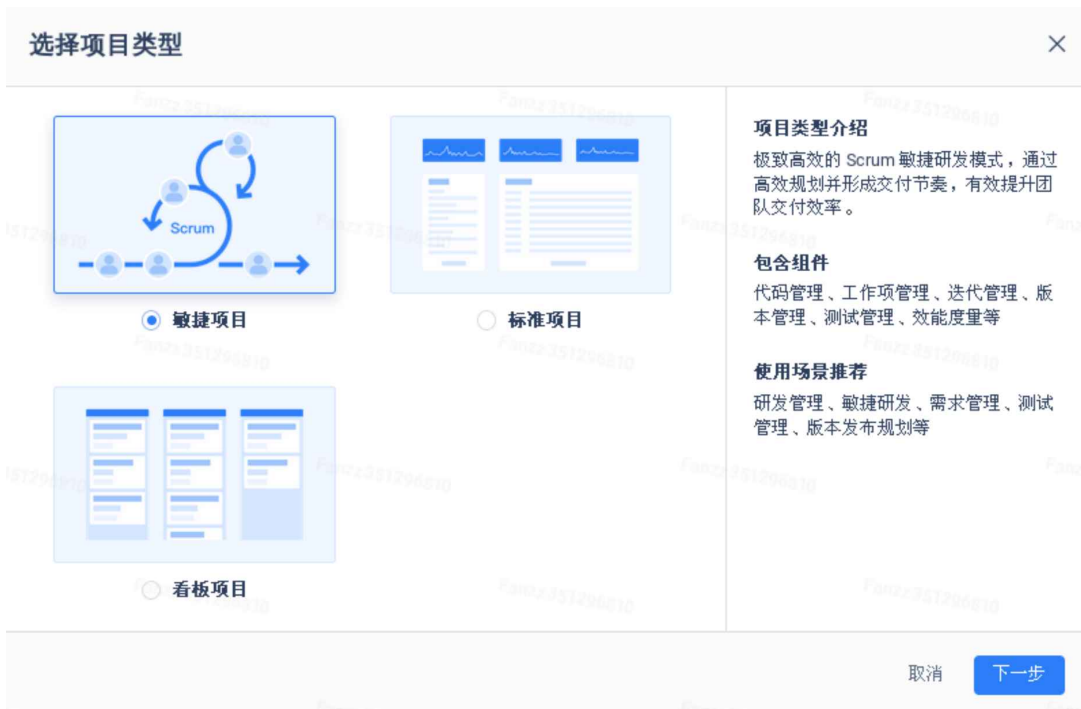 选择项目类型
Scrum
敏捷项目
标准项目
看板项目
项目类型介绍
极致高效的 Scrum 敏捷研发模式，通过
高效规划并形成交付节奏，有效提升团
队交付效率。
包含组件
代码管理、工作项管理、迭代管理、版
本管理、测试管理、效能度量等
使用场景推荐
研发管理、敏捷研发、需求管理、测试
管理、版本发布规划等
取消
下一步